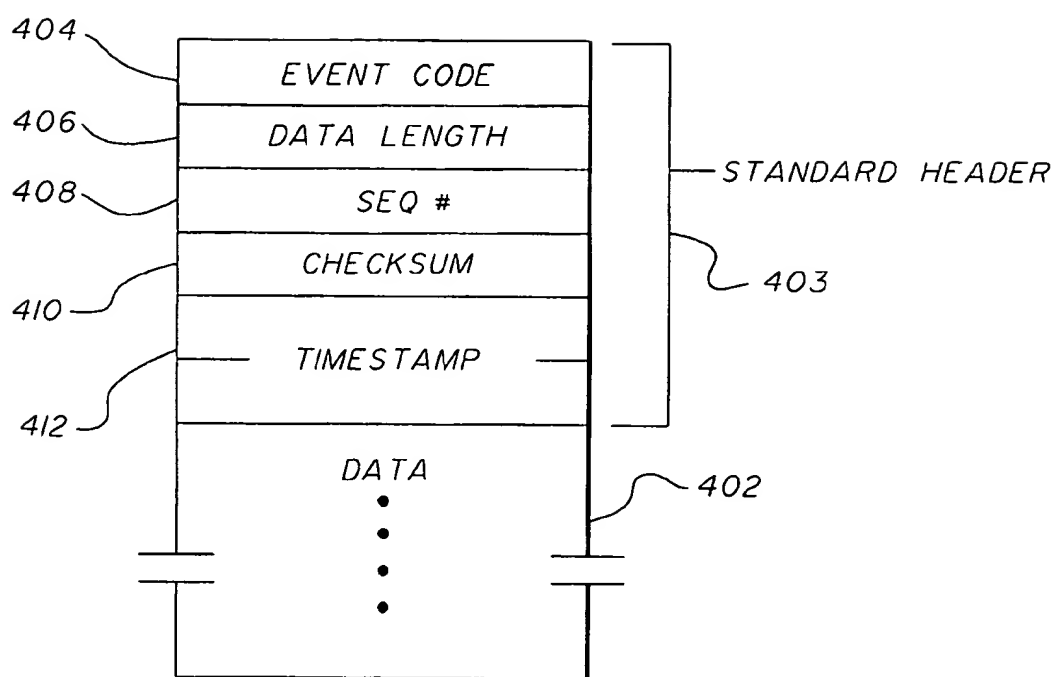 404
EVENT CODE
406
DATA LENGTH
STANDARD HEADER
408
SEQ #
CHECKSUM
403
410
TIMESTAMP
412
DATA
402